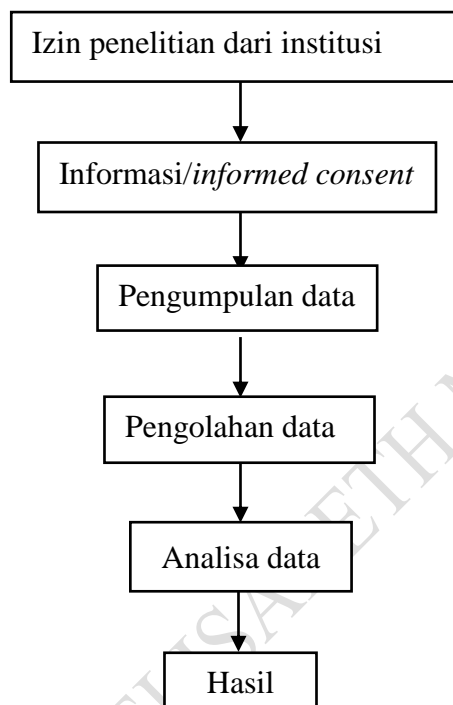 Izin penelitian dari institusi
Informasi/informed consent
Pengumpulan data
Pengolahan data
Analisa data
Hasil